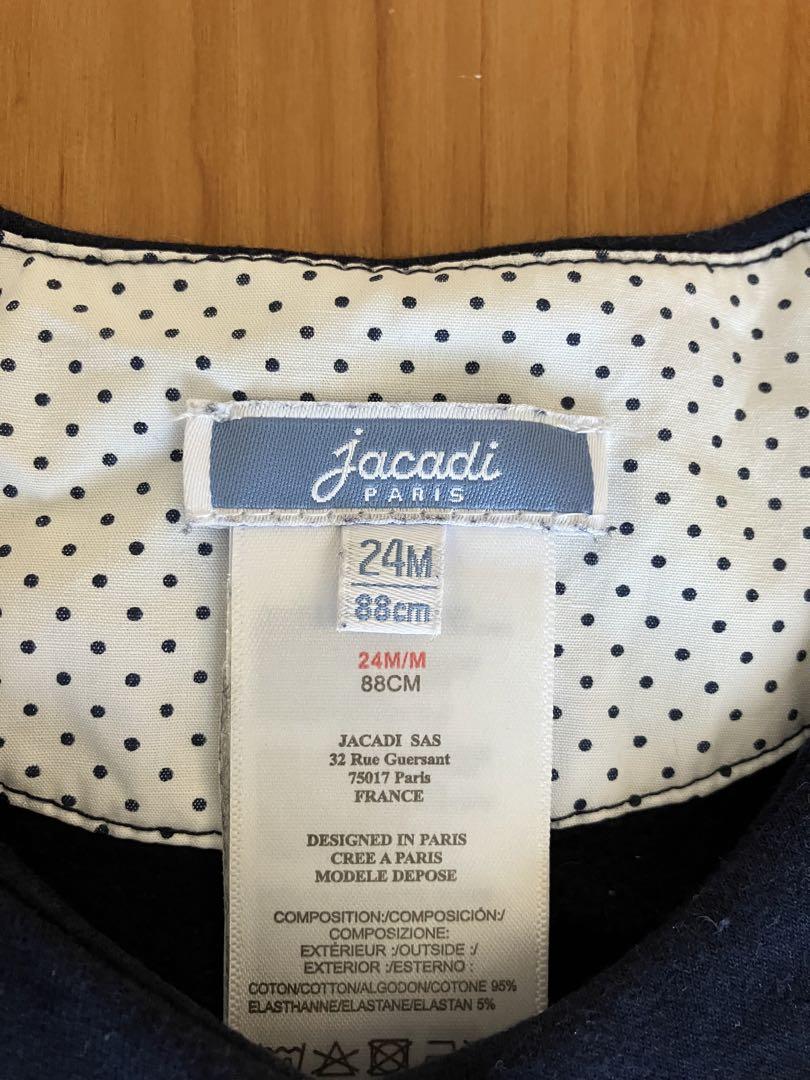 jacadi
PARIS
24M
88cm
24M/M
88CM
JACADI SAS
32 Rue Guersant
75017 Paris
FRANCE
DESIGNED IN PARIS
CREE A PARIS
MODELE DEPOSE
COMPOSITION:/COMPOSICIÓN:/
COMPOSIZIONE:
EXTÉRIEUR :/OUTSIDE :/
EXTERIOR :/ESTERNO :
COTON/COTTON/ALGODON/COTONE 95%
ELASTHANNE/ELASTANE/ELASTAN 5%